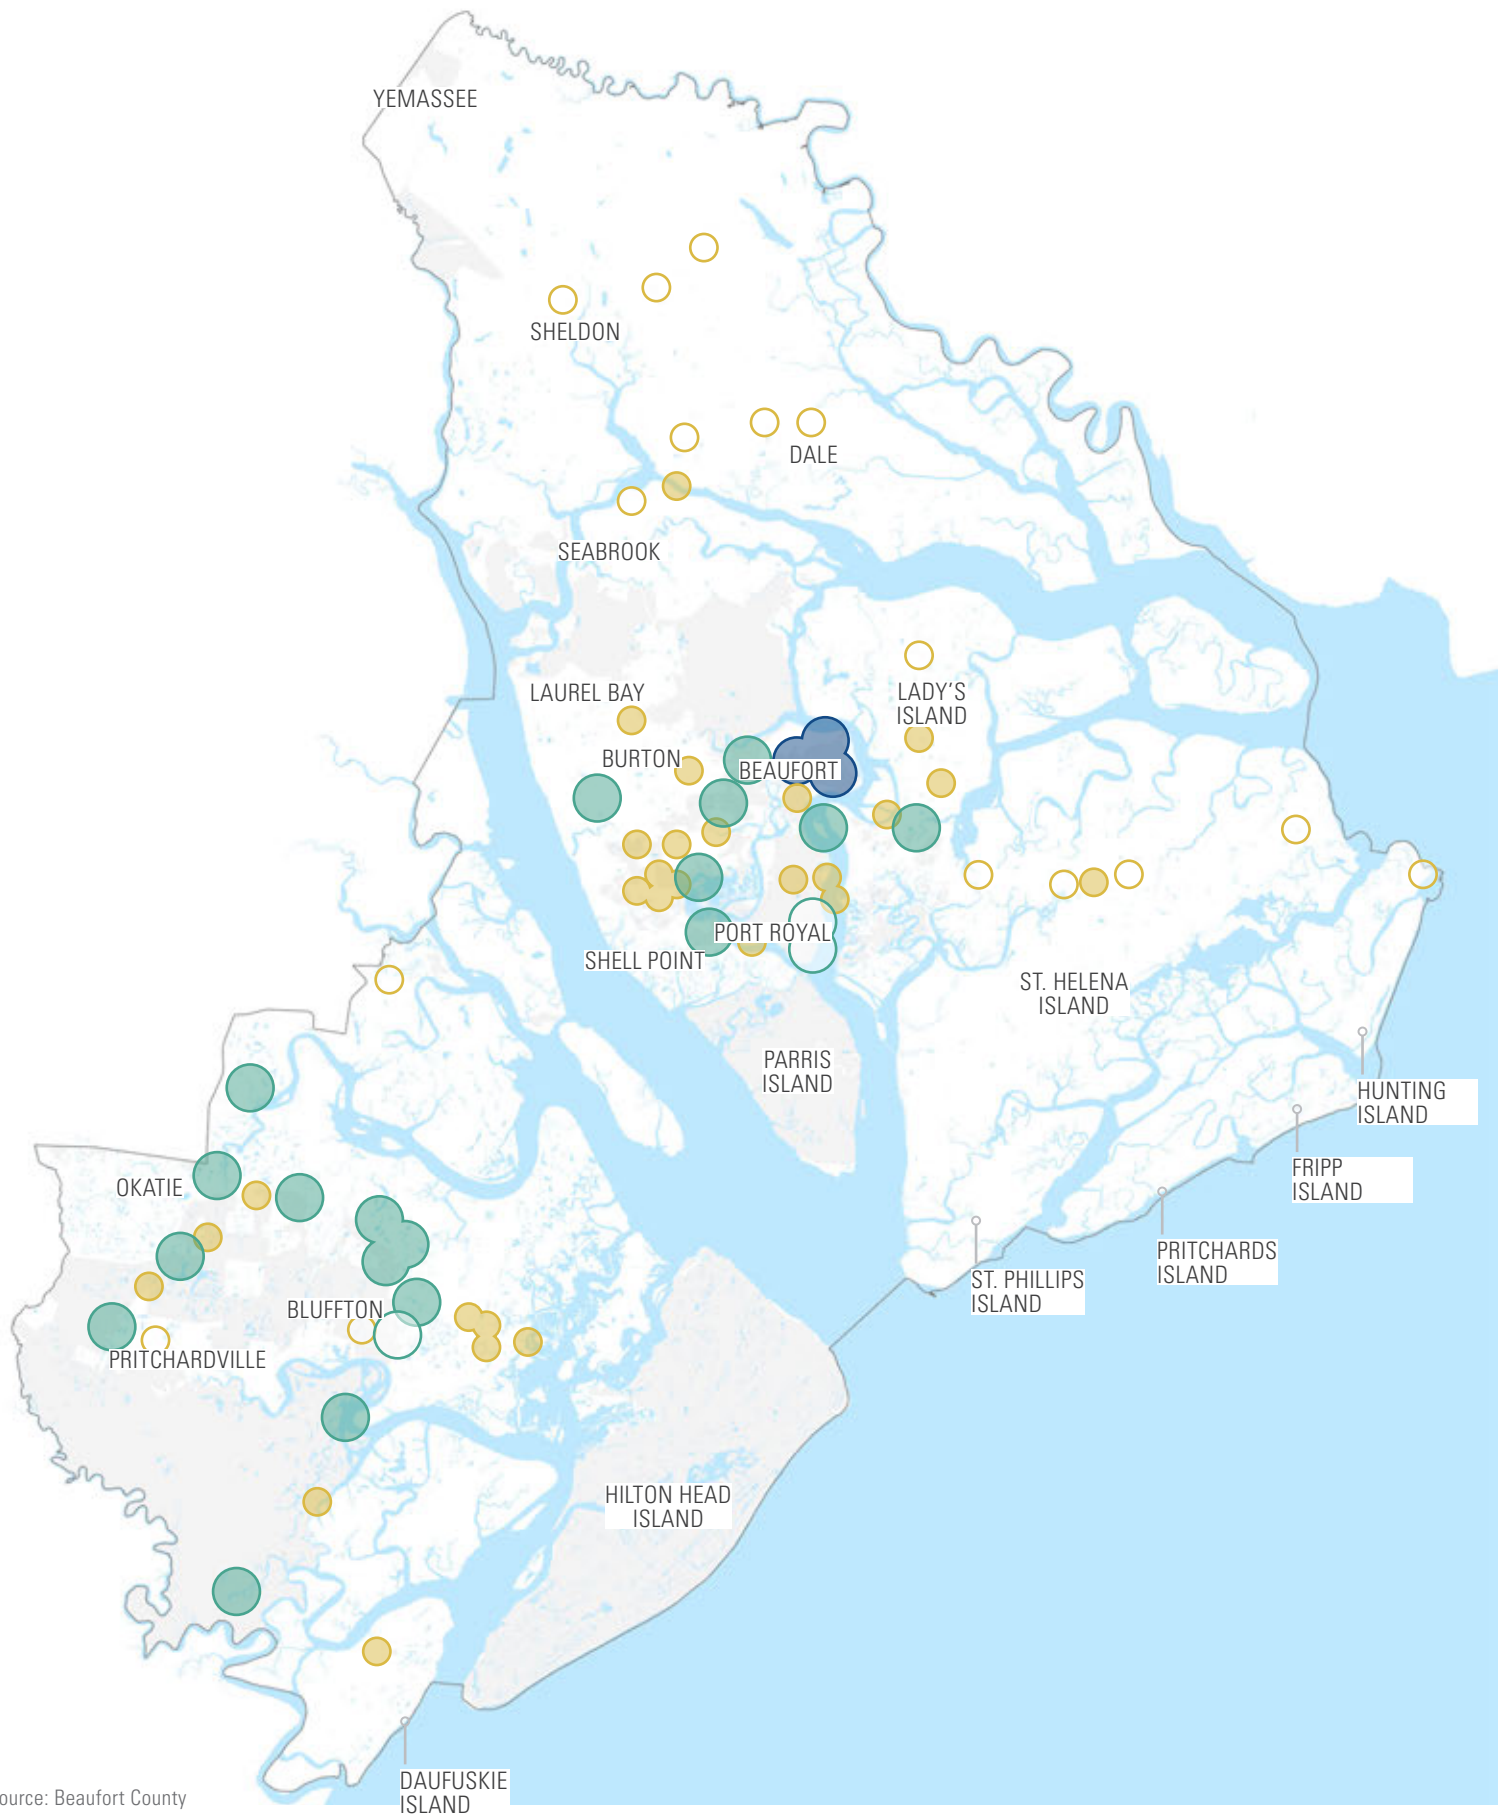 YEMASSEE
SHELDON
DALE
SEABROOK
LAUREL BAY
LADY'S
ISLAND
BURTON
BEAUFORT
PORT ROYAL
SHELL POINT
ST. HELENA
ISLAND
PARRIS
ISLAND
HUNTING
ISLAND
FRIPP
ISLAND
OKATIE
PRITCHARDS
ISLAND
ST. PHILLIPS
ISLAND
BLUFFTON
PRITCHARDVILLE
HILTON HEAD
ISLAND
DAUFUSKIE
ISLAND
ource: Beaufort County